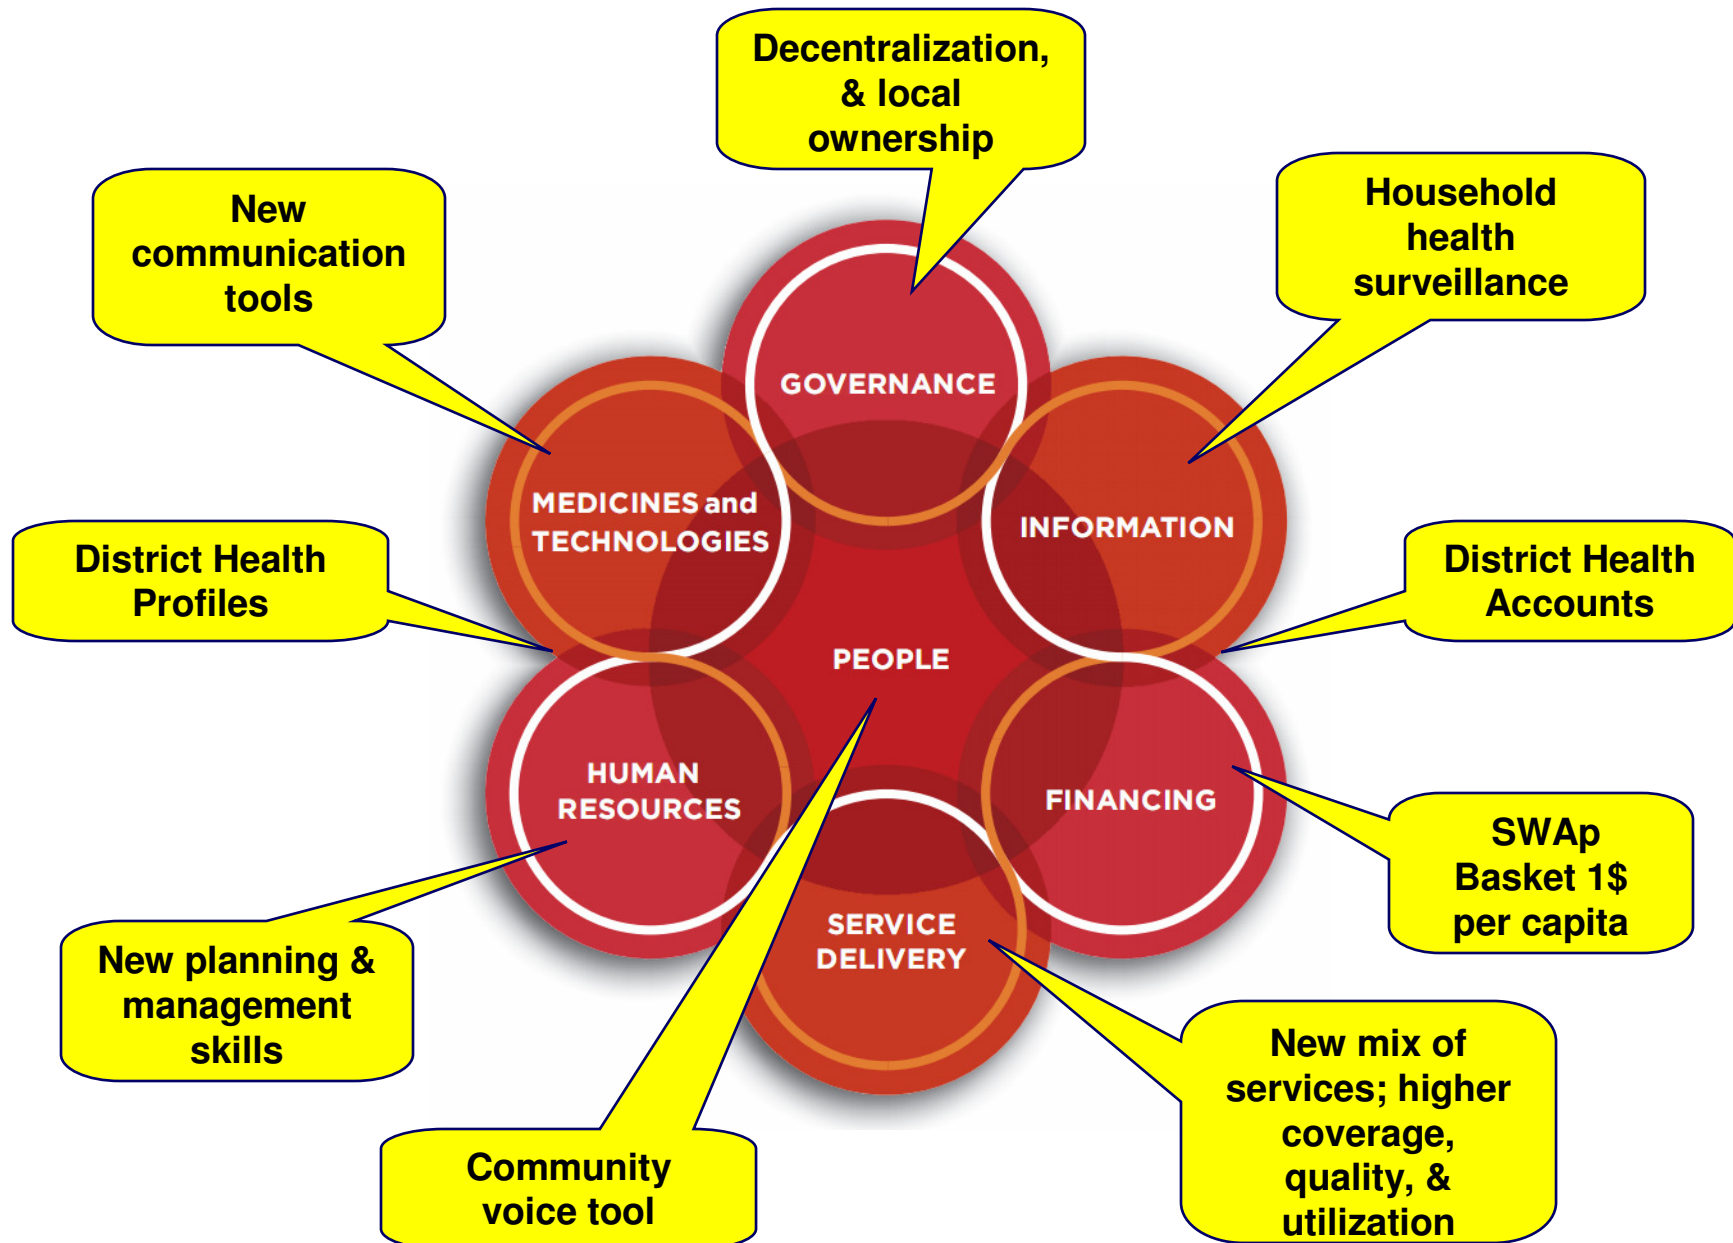 Decentralization,
& local
ownership
New
communication
tools
Household
health
surveillance
GOVERNANCE
MEDICINES and
TECHNOLOGIES
INFORMATION
District Health
Profiles
District Health
Accounts
PEOPLE
HUMAN
RESOURCES
FINANCING
SWAp
Basket 1$
per capita
SERVICE
DELIVERY
New planning &
management
skills
New mix of
services; higher
coverage,
quality, &
utilization
Community
voice tool